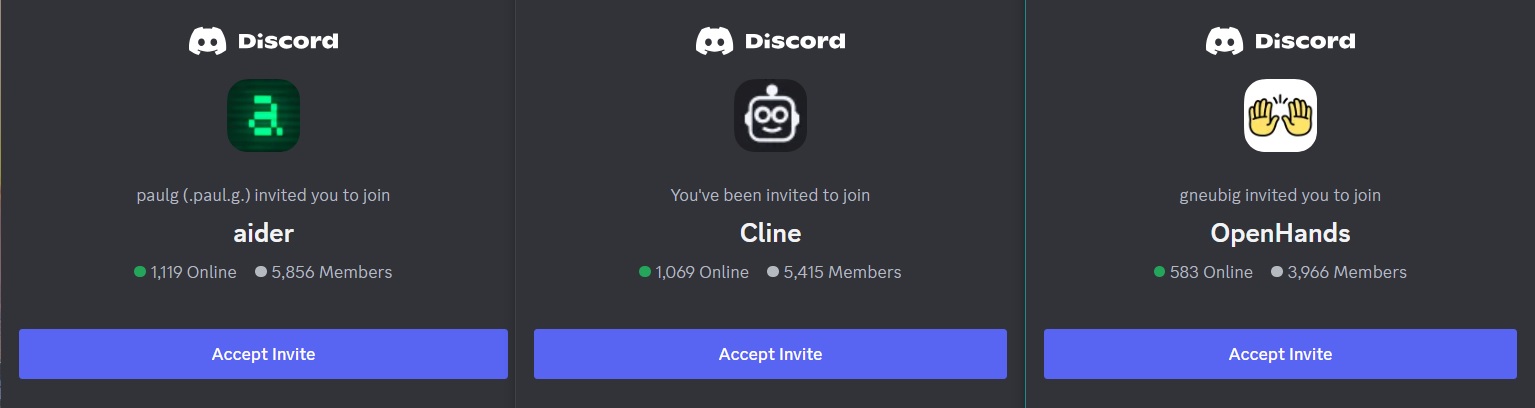 Discord
paulg (.paul.g.) invited you to join
aider
1,119 Online 5,856 Members
Accept Invite
Discord
You've been invited to join
Cline
1,069 Online 5,415 Members
Accept Invite
Discord
gneubig invited you to join
OpenHands
583 Online 3,966 Members
Accept Invite